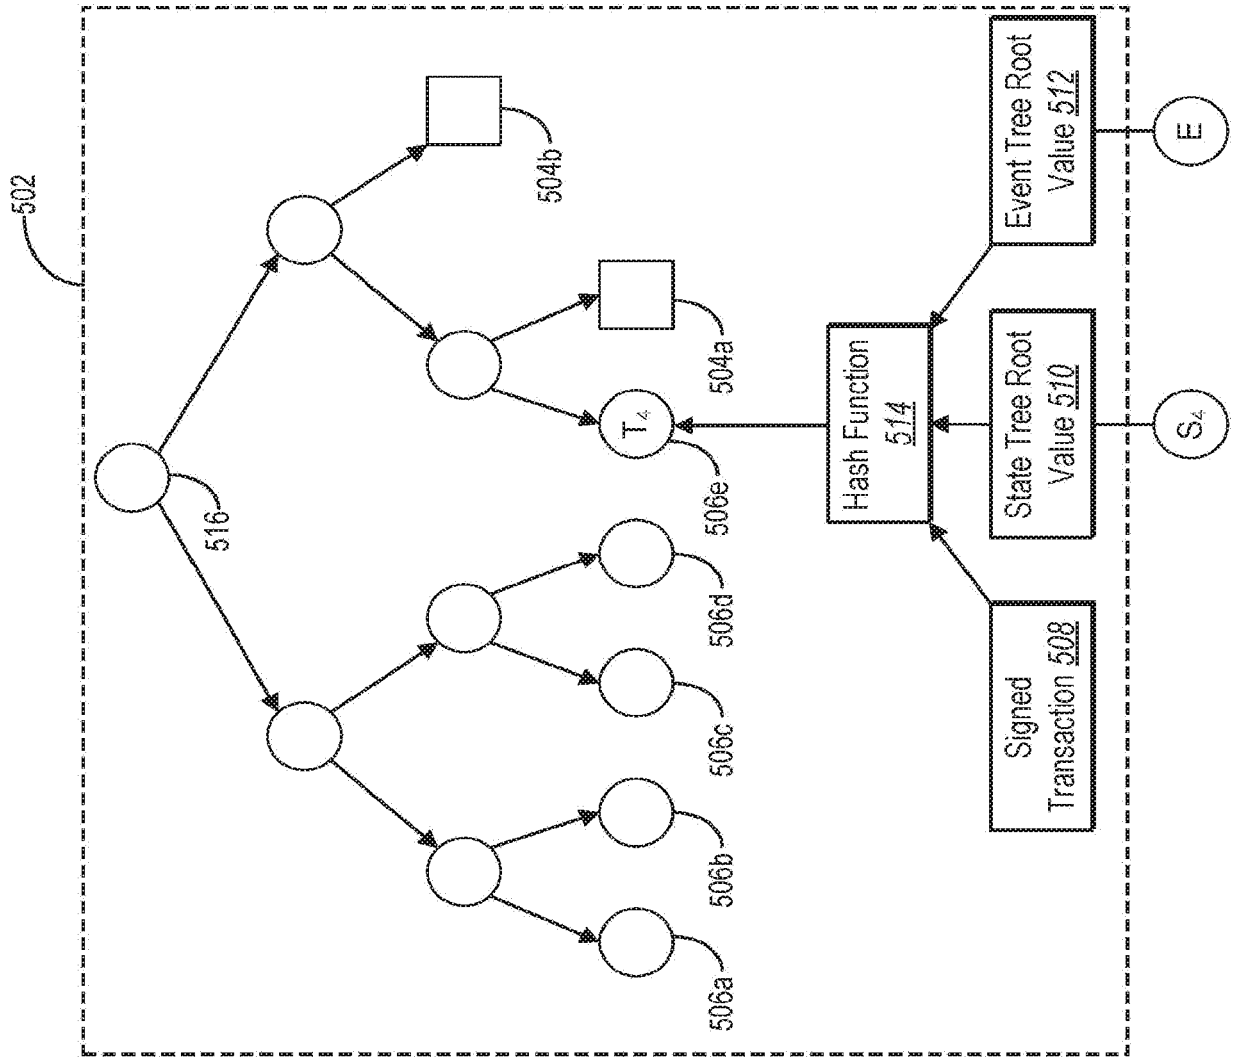 502
516
504b
504a
506a
506b
506c
506d
506e
T₄
Hash Function
514
Signed
Transaction 508
State Tree Root
Value 510
Event Tree Root
Value 512
S₄
E